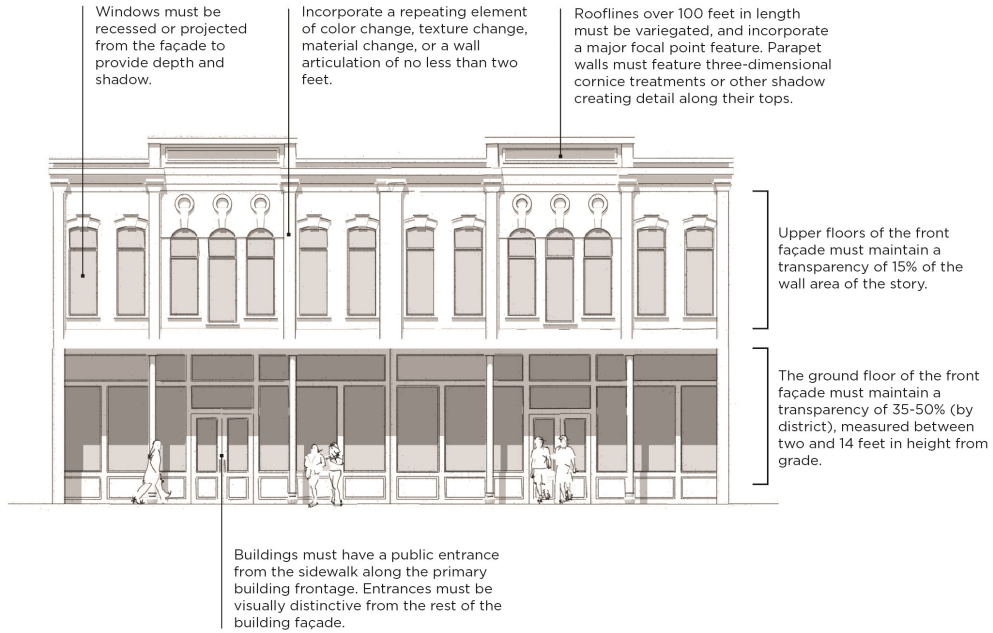 Windows must be
recessed or projected
from the façade to
provide depth and
shadow.
Incorporate a repeating element
of color change, texture change,
material change, or a wall
articulation of no less than two
feet.
Rooflines over 100 feet in length
must be variegated, and incorporate
a major focal point feature. Parapet
walls must feature three-dimensional
cornice treatments or other shadow
creating detail along their tops.
Upper floors of the front
façade must maintain a
transparency of 15% of the
wall area of the story.
The ground floor of the front
façade must maintain a
transparency of 35-50% (by
district), measured between
two and 14 feet in height from
grade.
Buildings must have a public entrance
from the sidewalk along the primary
building frontage. Entrances must be
visually distinctive from the rest of the
building façade.